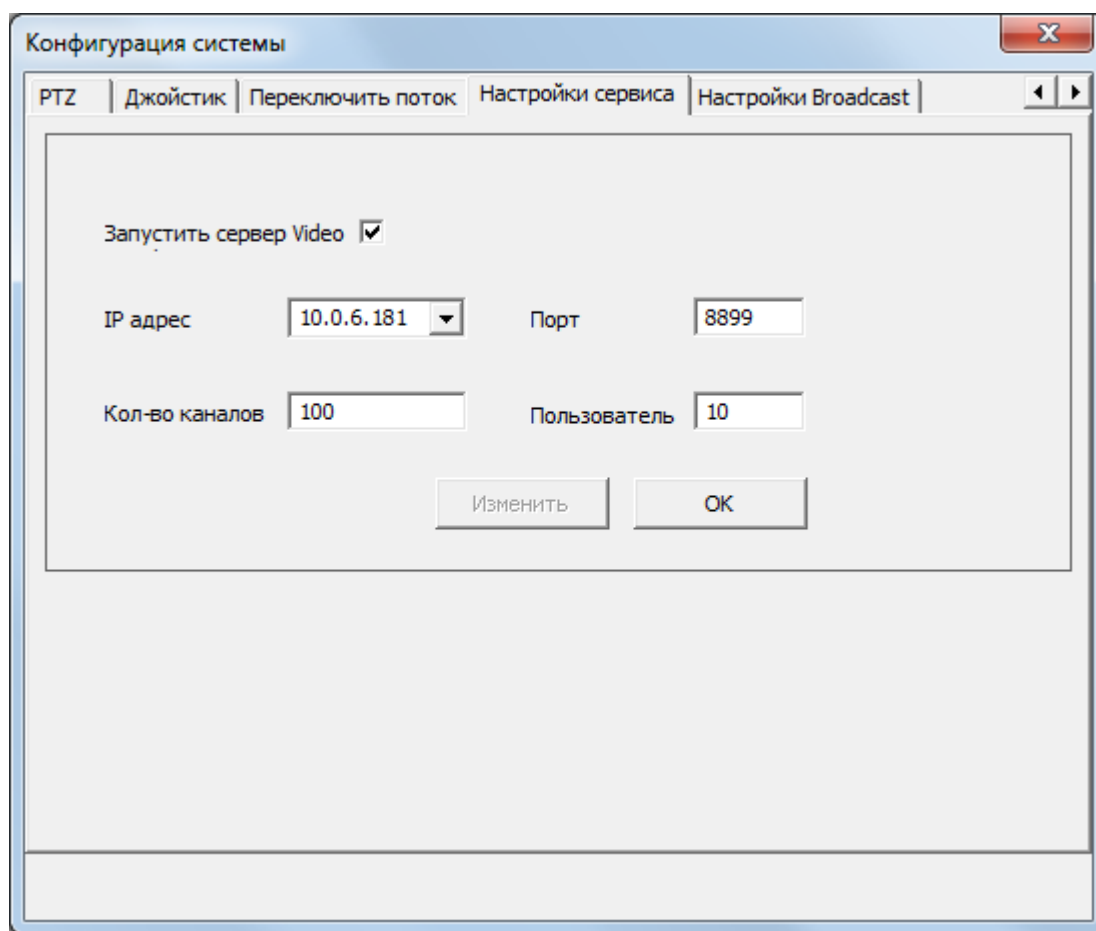 Конфигурация системы
PTZ Джойстик Переключить поток Настройки сервиса Настройки Broadcast
Запустить сервер Video
IP адрес 10.0.6.181 Порт 8899
Кол-во каналов 100 Пользователь 10
Изменить OK